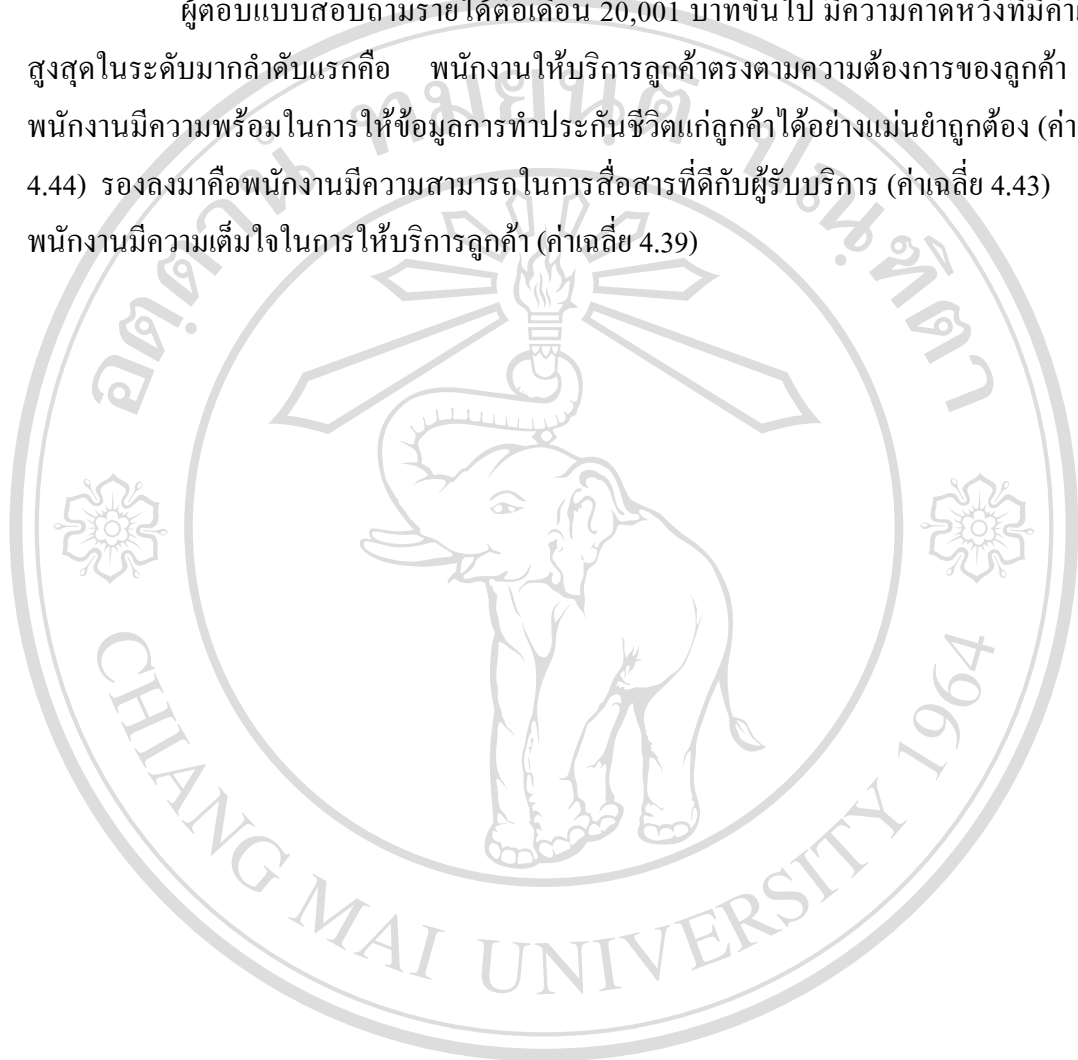 ผู้ตอบแบบสอบถามรายได้ต่อเดือน 20,001 บาทขึ้นไป มีความคาดหวังที่มีค่า
สูงสุดในระดับมากลำดับแรกคือ พนักงานให้บริการลูกค้าตรงตามความต้องการของลูกค้า
พนักงานมีความพร้อมในการให้ข้อมูลการทำประกันชีวิตแก่ลูกค้าได้อย่างแม่นยำถูกต้อง (ค่า
4.44) รองลงมาคือพนักงานมีความสามารถในการสื่อสารที่ดีกับผู้รับบริการ (ค่าเฉลี่ย 4.43)
พนักงานมีความเต็มใจในการให้บริการลูกค้า (ค่าเฉลี่ย 4.39)
CHIANG MAI UNIVERSITY 1964